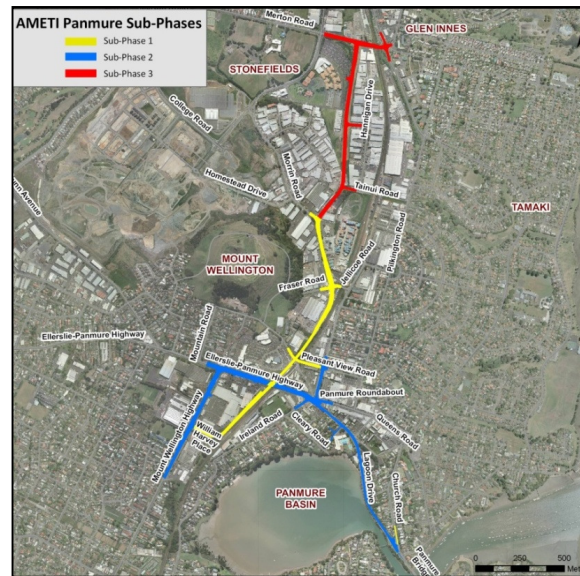 AMETI Panmure Sub-Phases
Sub-Phase 1
Sub-Phase 2
Sub-Phase 3
Merton Road
GLEN INNES
STONEFIELDS
College Road
Hannigan Drive
Morrin Road
Homestead Drive
Tainui Road
TAMAKI
Pilkington Road
MOUNT
WELLINGTON
Jellicoe Road
Fraser Road
Mountain Road
Ellerslie-Panmure Highway
Ellerslie-Panmure Highway
Pleasant View Road
Panmure Roundabout
Mount Wellington Highway
William
Harvey
Place
Ireland Road
Cleary Road
Queens Road
Lagoon Drive
Church Road
PANMURE
BASIN
Panmure
0 250 500